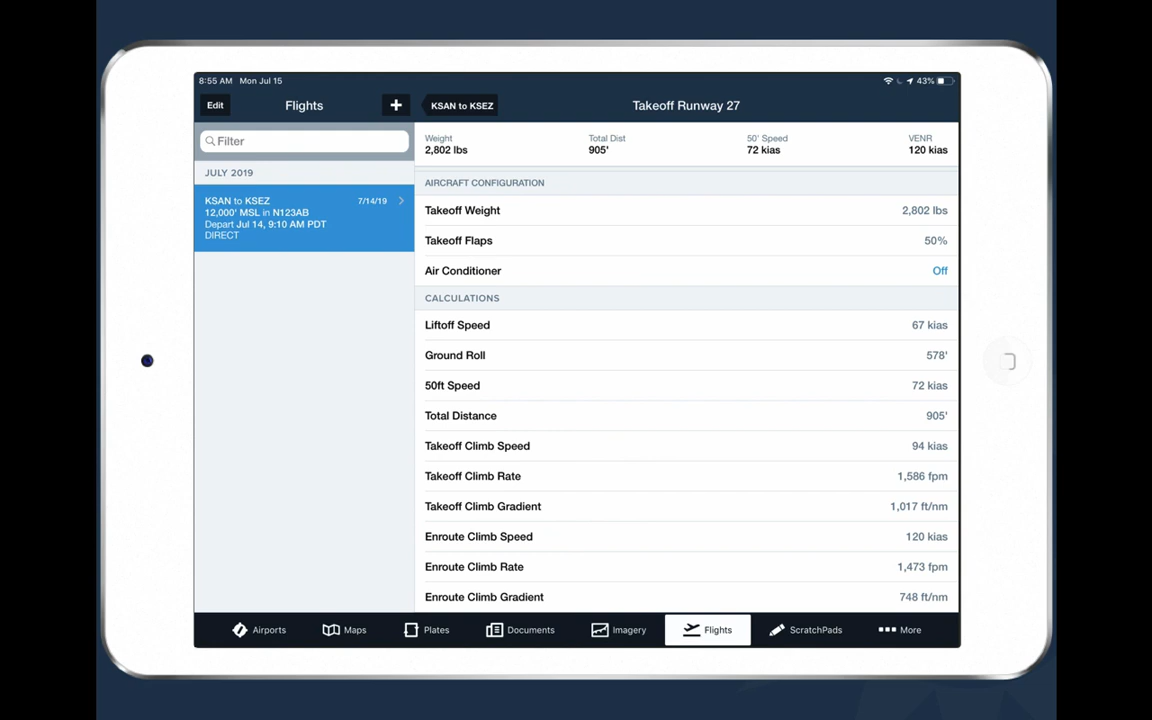 8:55 AM Mon Jul 15 43%
Edit Flights + KSAN to KSEZ Takeoff Runway 27
Filter
JULY 2019
KSAN to KSEZ 7/14/19
12,000' MSL in N123AB
Depart Jul 14, 9:10 AM PDT
DIRECT
Weight Total Dist 50' Speed VENR
2,802 lbs 905' 72 kias 120 kias
AIRCRAFT CONFIGURATION
Takeoff Weight 2,802 lbs
Takeoff Flaps 50%
Air Conditioner Off
CALCULATIONS
Liftoff Speed 67 kias
Ground Roll 578'
50ft Speed 72 kias
Total Distance 905'
Takeoff Climb Speed 94 kias
Takeoff Climb Rate 1,586 fpm
Takeoff Climb Gradient 1,017 ft/nm
Enroute Climb Speed 120 kias
Enroute Climb Rate 1,473 fpm
Enroute Climb Gradient 748 ft/nm
Airports Maps Plates Documents Imagery Flights ScratchPads More